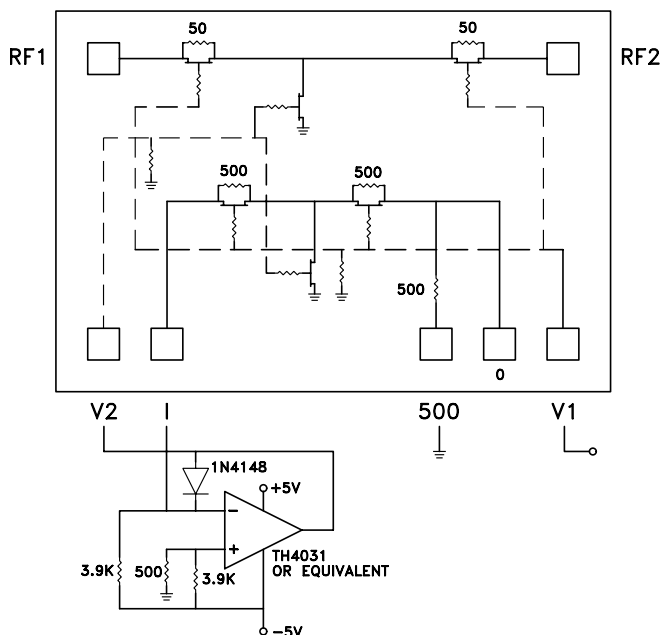 50
50
RF1
RF2
500
500
500
0
V2
I
500
V1
1N4148
+5V
−
+
TH4031
OR EQUIVALENT
3.9K
500
3.9K
−5V